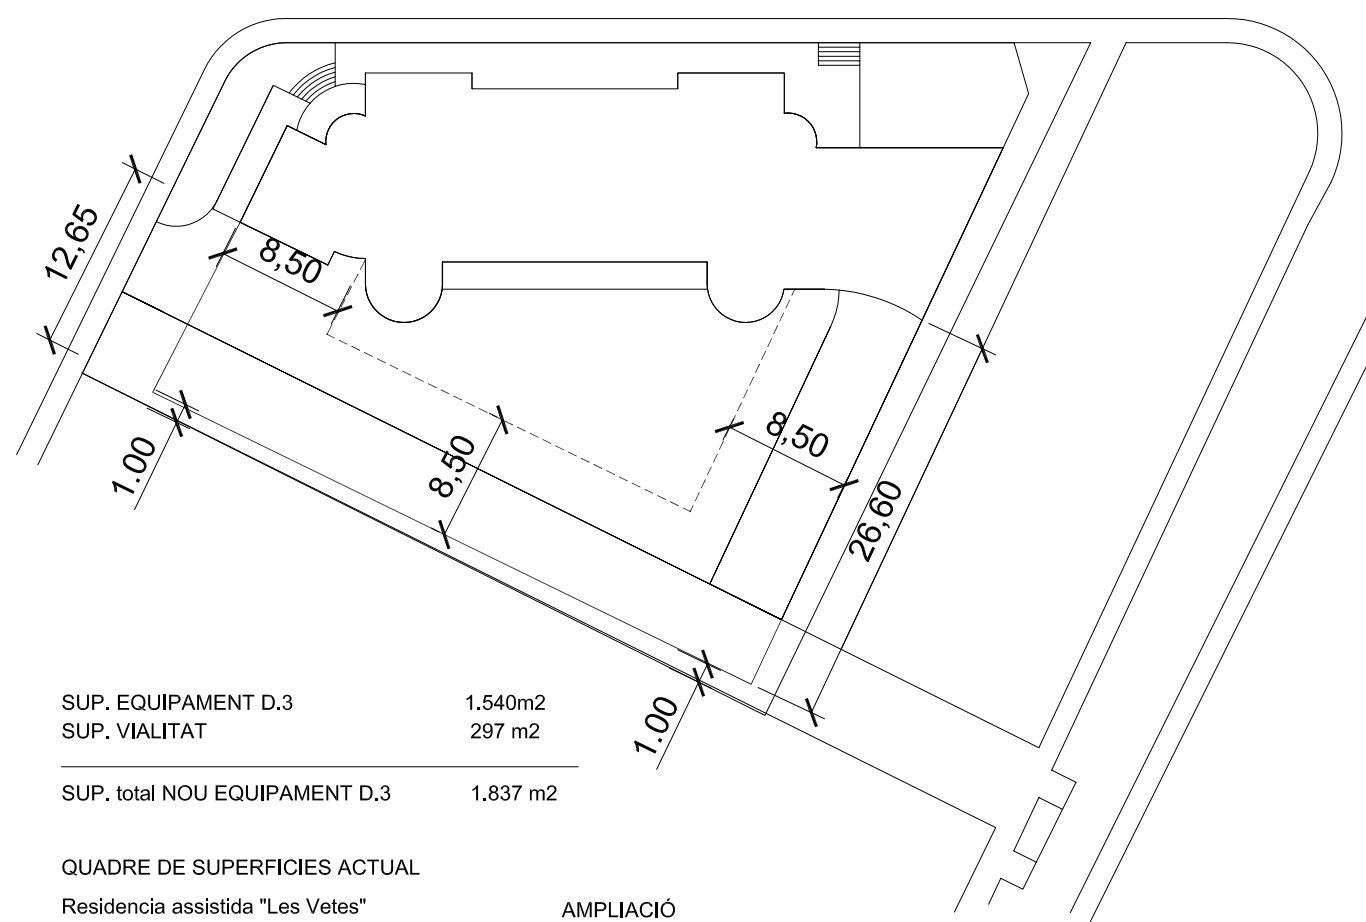 12,65
8,50
1.00
8,50
8,50
26,60
1.00
SUP. EQUIPAMENT D.3 1.540m2
SUP. VIALITAT 297 m2
SUP. total NOU EQUIPAMENT D.3 1.837 m2
QUADRE DE SUPERFICIES ACTUAL
Residencia assistida "Les Vetes"
AMPLIACIÓ